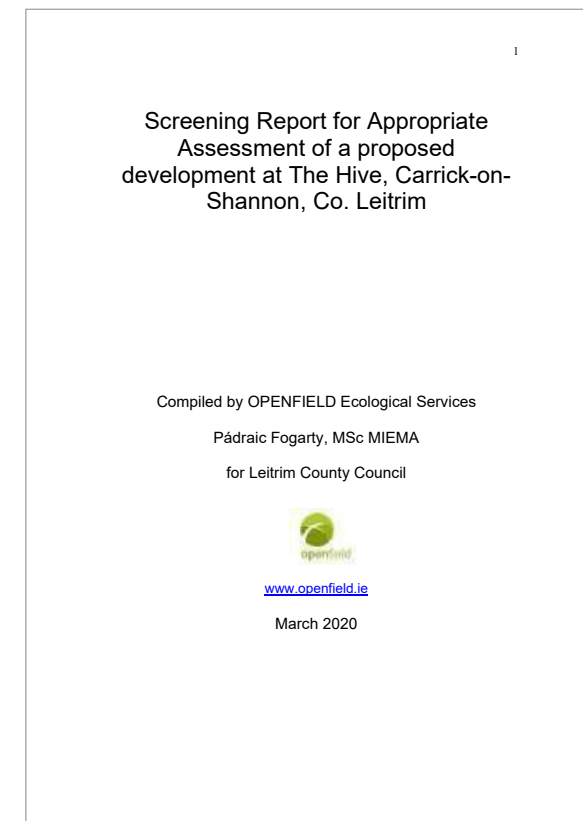 1
Screening Report for Appropriate
Assessment of a proposed
development at The Hive, Carrick-on-
Shannon, Co. Leitrim
Compiled by OPENFIELD Ecological Services
Pádraic Fogarty, MSc MIEMA
for Leitrim County Council
openfield
www.openfield.ie
March 2020